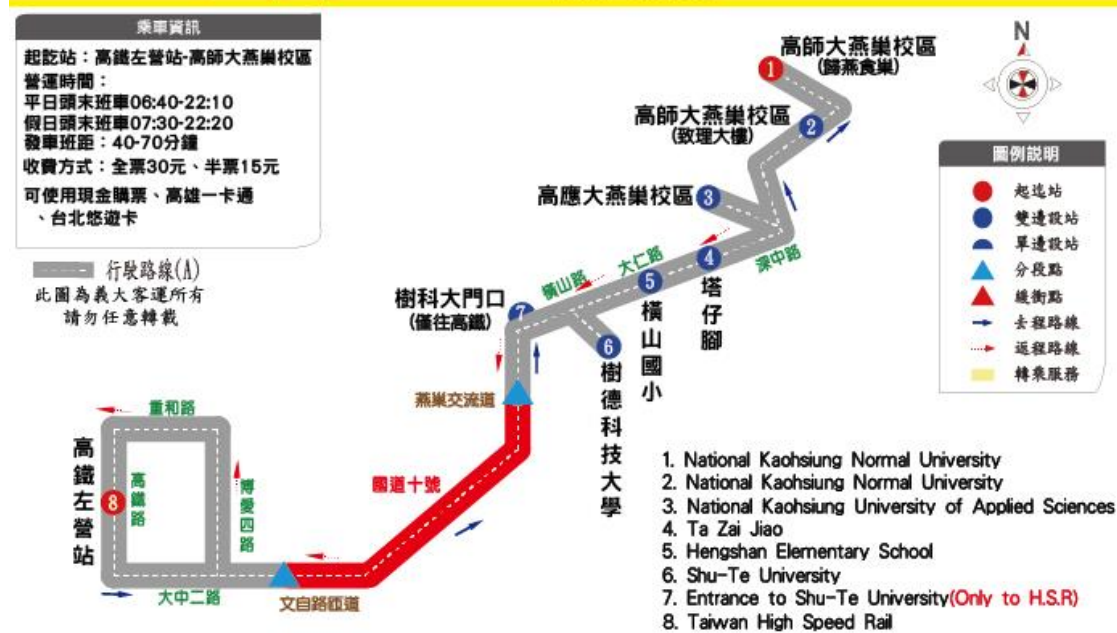 乘車資訊
起訖站：高鐵左營站-高師大燕巢校區
營運時間：
平日頭末班車06:40-22:10
假日頭末班車07:30-22:20
發車班距：40-70分鐘
收費方式：全票30元、半票15元
可使用現金購票、高雄一卡通
、台北悠遊卡
行駛路線(A)
此圖為義大客運所有
請勿任意轉載
N
圖例説明
起迄站
雙邊設站
單邊設站
分段點
緩衝點
去程路線
返程路線
轉乘服務
高師大燕巢校區
(歸燕食巢)
1
高師大燕巢校區
(致理大樓)
2
高應大燕巢校區
3
深中路
4
塔仔腳
大仁路
5
橫山國小
橫山路
6
樹德科技大學
樹科大門口
(僅往高鐵)
7
燕巢交流道
國道十號
文自路匝道
大中二路
博愛四路
重和路
高鐵路
8
高鐵左營站
1. National Kaohsiung Normal University
2. National Kaohsiung Normal University
3. National Kaohsiung University of Applied Sciences
4. Ta Zai Jiao
5. Hengshan Elementary School
6. Shu-Te University
7. Entrance to Shu-Te University(Only to H.S.R)
8. Taiwan High Speed Rail